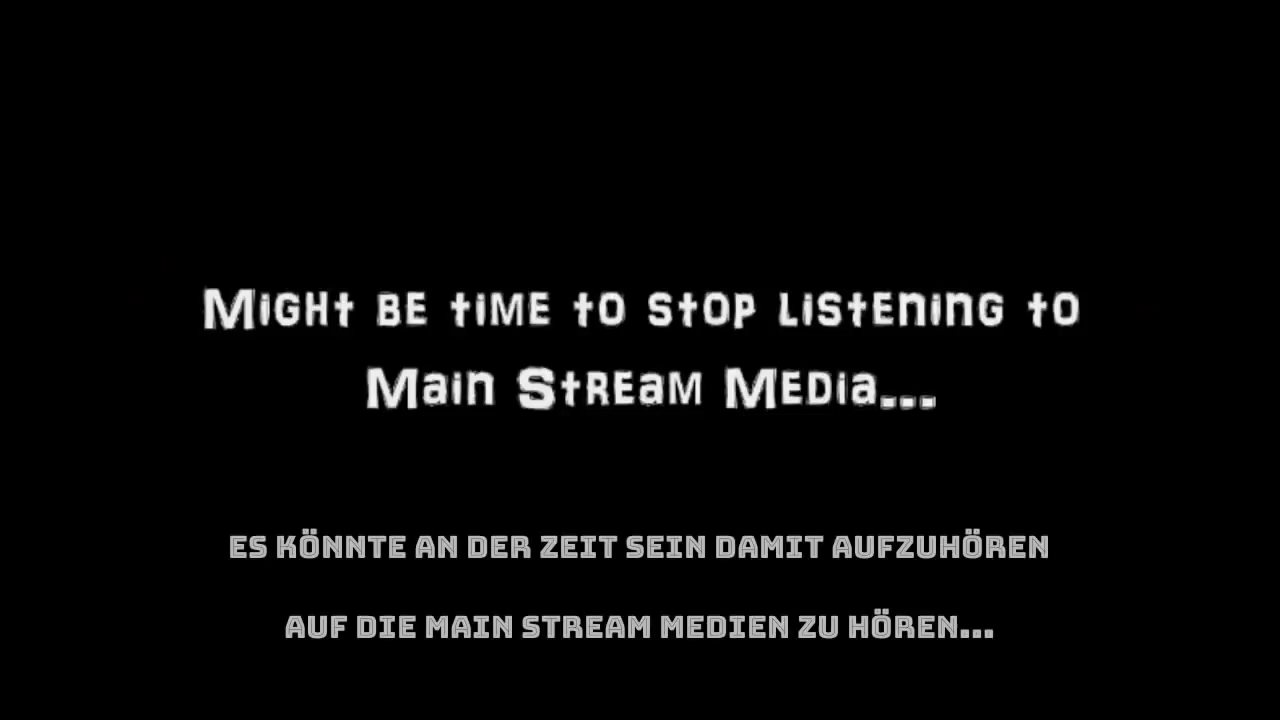 Might be time to stop listening to
Main Stream Media...
ES KÖNNTE AN DER ZEIT SEIN DAMIT AUFZUHÖREN
AUF DIE MAIN STREAM MEDIEN ZU HÖREN...